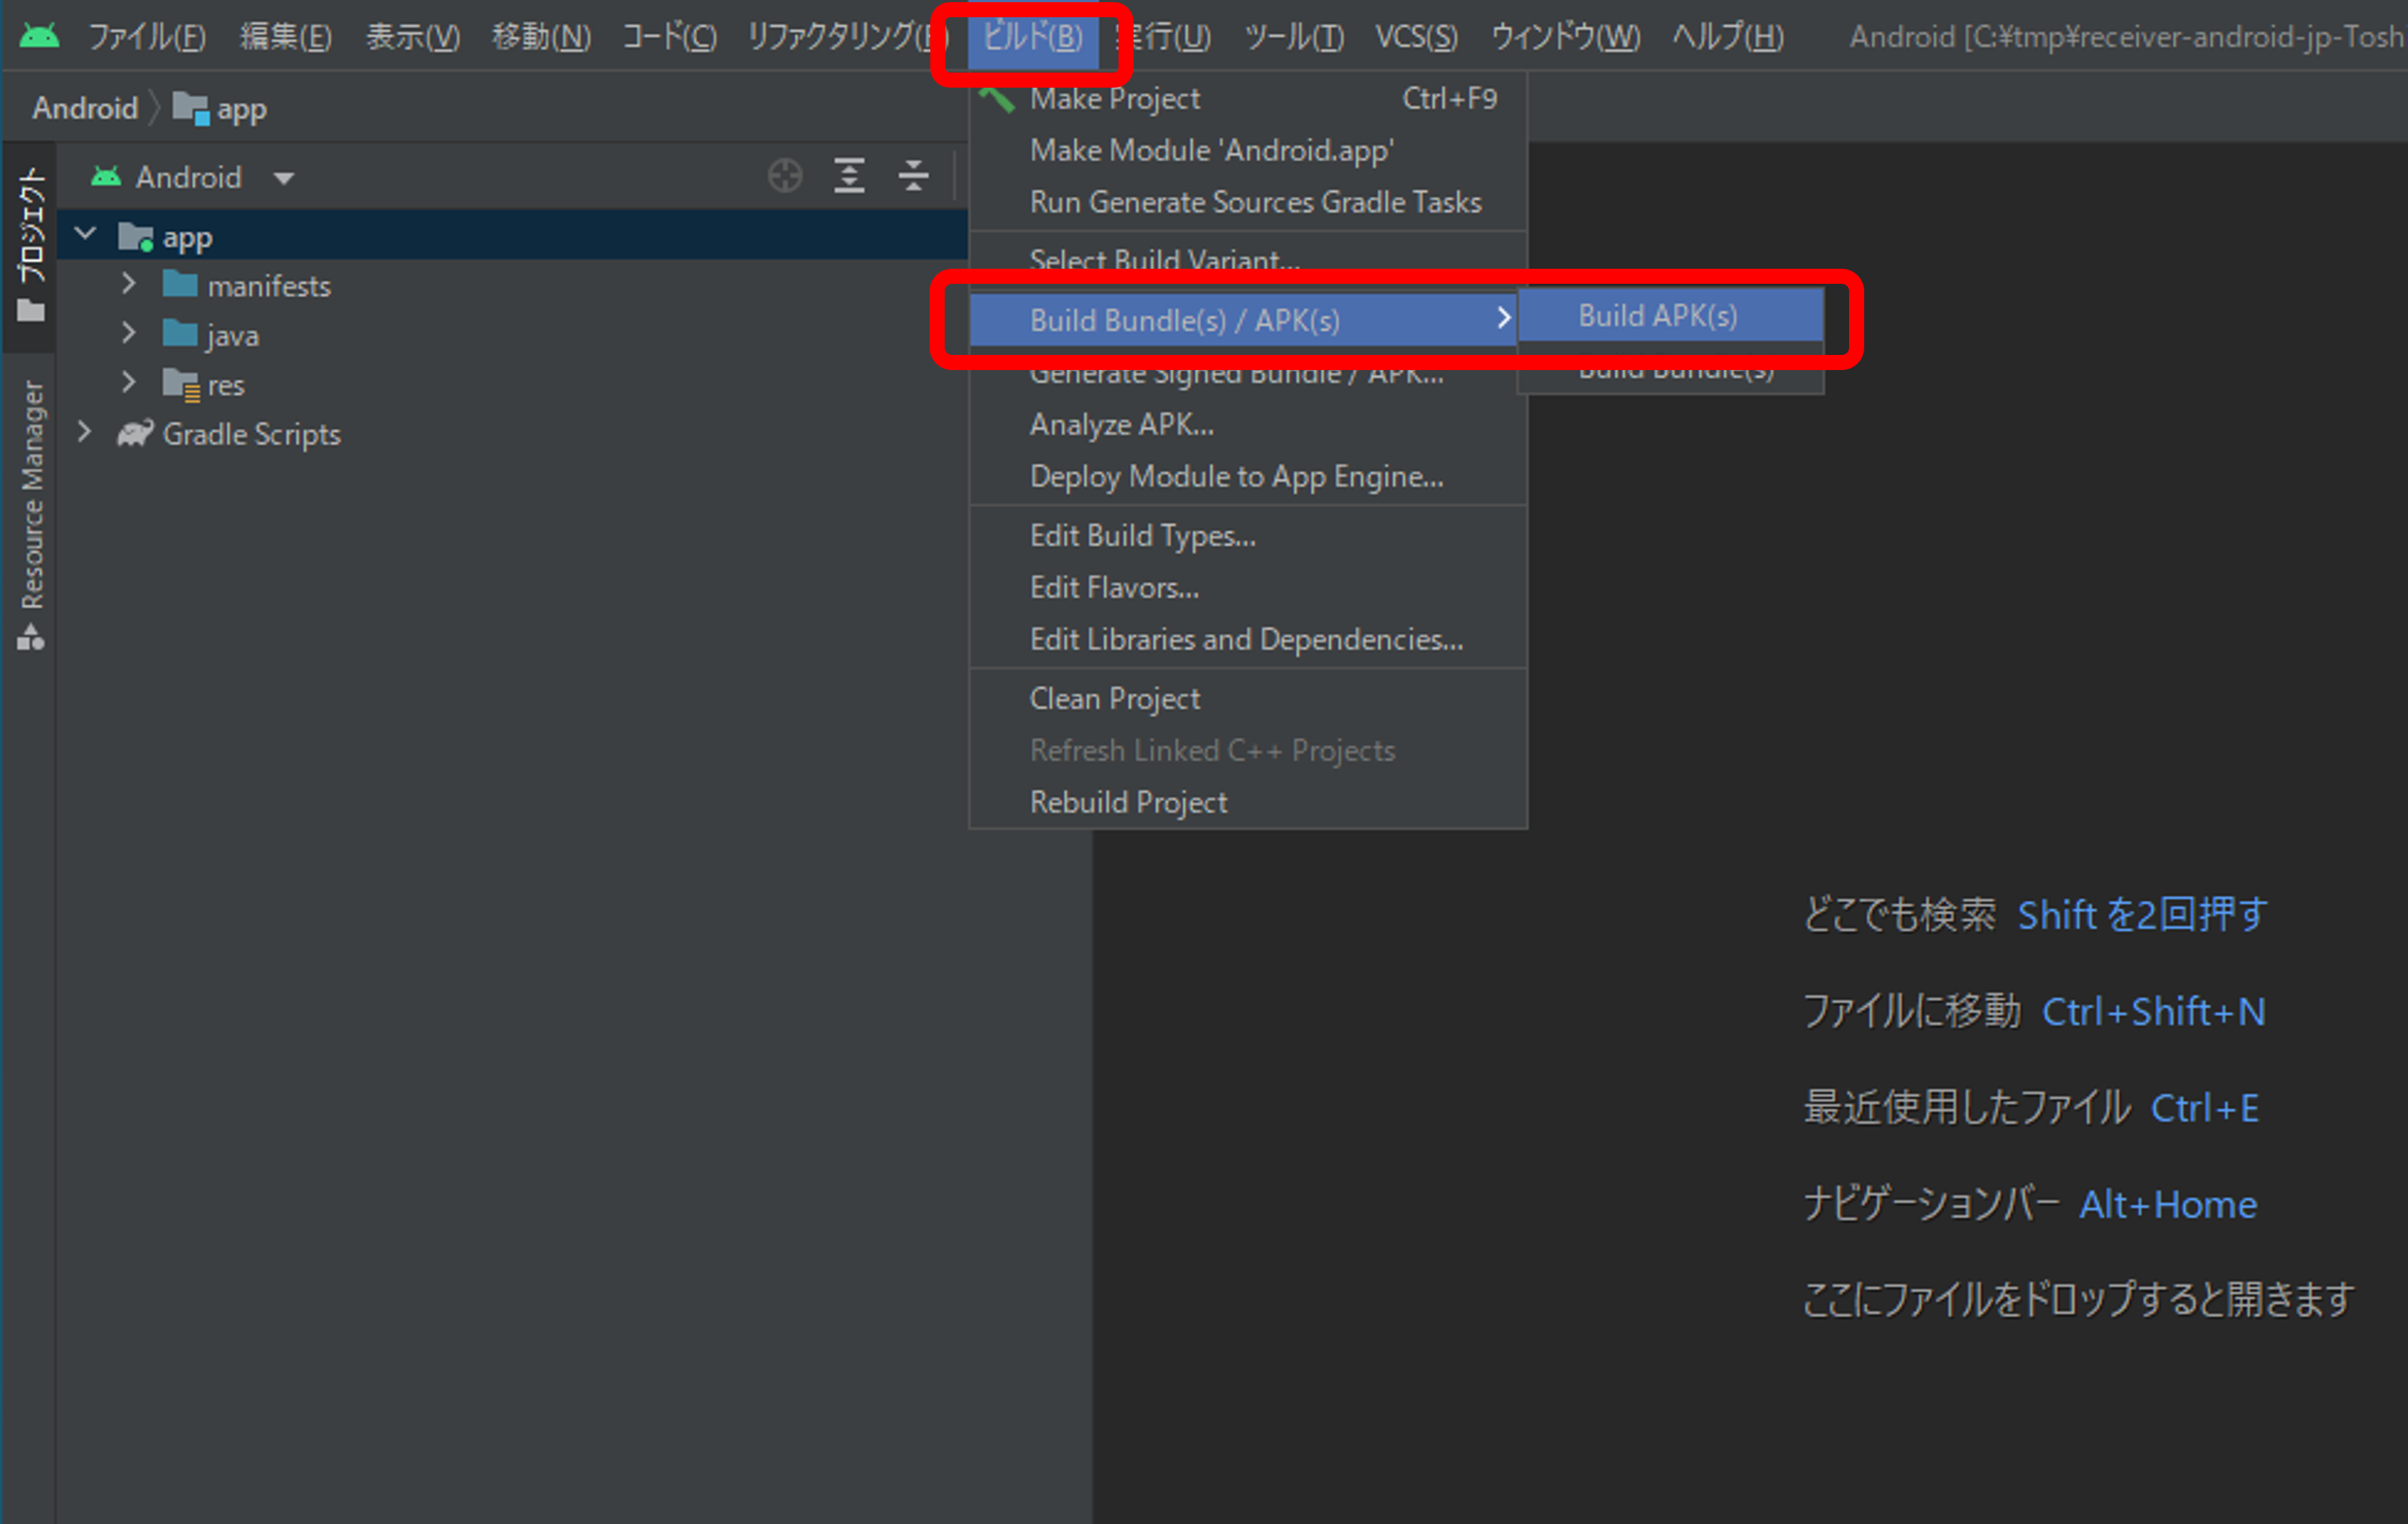 ファイル(F) 編集(E) 表示(V) 移動(N) コード(C) リファクタリング(R) ビルド(B) 実行(U) ツール(T) VCS(S) ウィンドウ(W) ヘルプ(H) Android [C:¥tmp¥receiver-android-jp-Tosh
Android app
Android
app
manifests
java
res
Gradle Scripts
プロジェクト
Resource Manager
Make Project Ctrl+F9
Make Module 'Android.app'
Run Generate Sources Gradle Tasks
Select Build Variant...
Build Bundle(s) / APK(s)
Build APK(s)
Build Bundle(s)
Generate Signed Bundle / APK...
Analyze APK...
Deploy Module to App Engine...
Edit Build Types...
Edit Flavors...
Edit Libraries and Dependencies...
Clean Project
Refresh Linked C++ Projects
Rebuild Project
どこでも検索 Shift を2回押す
ファイルに移動 Ctrl+Shift+N
最近使用したファイル Ctrl+E
ナビゲーションバー Alt+Home
ここにファイルをドロップすると開きます